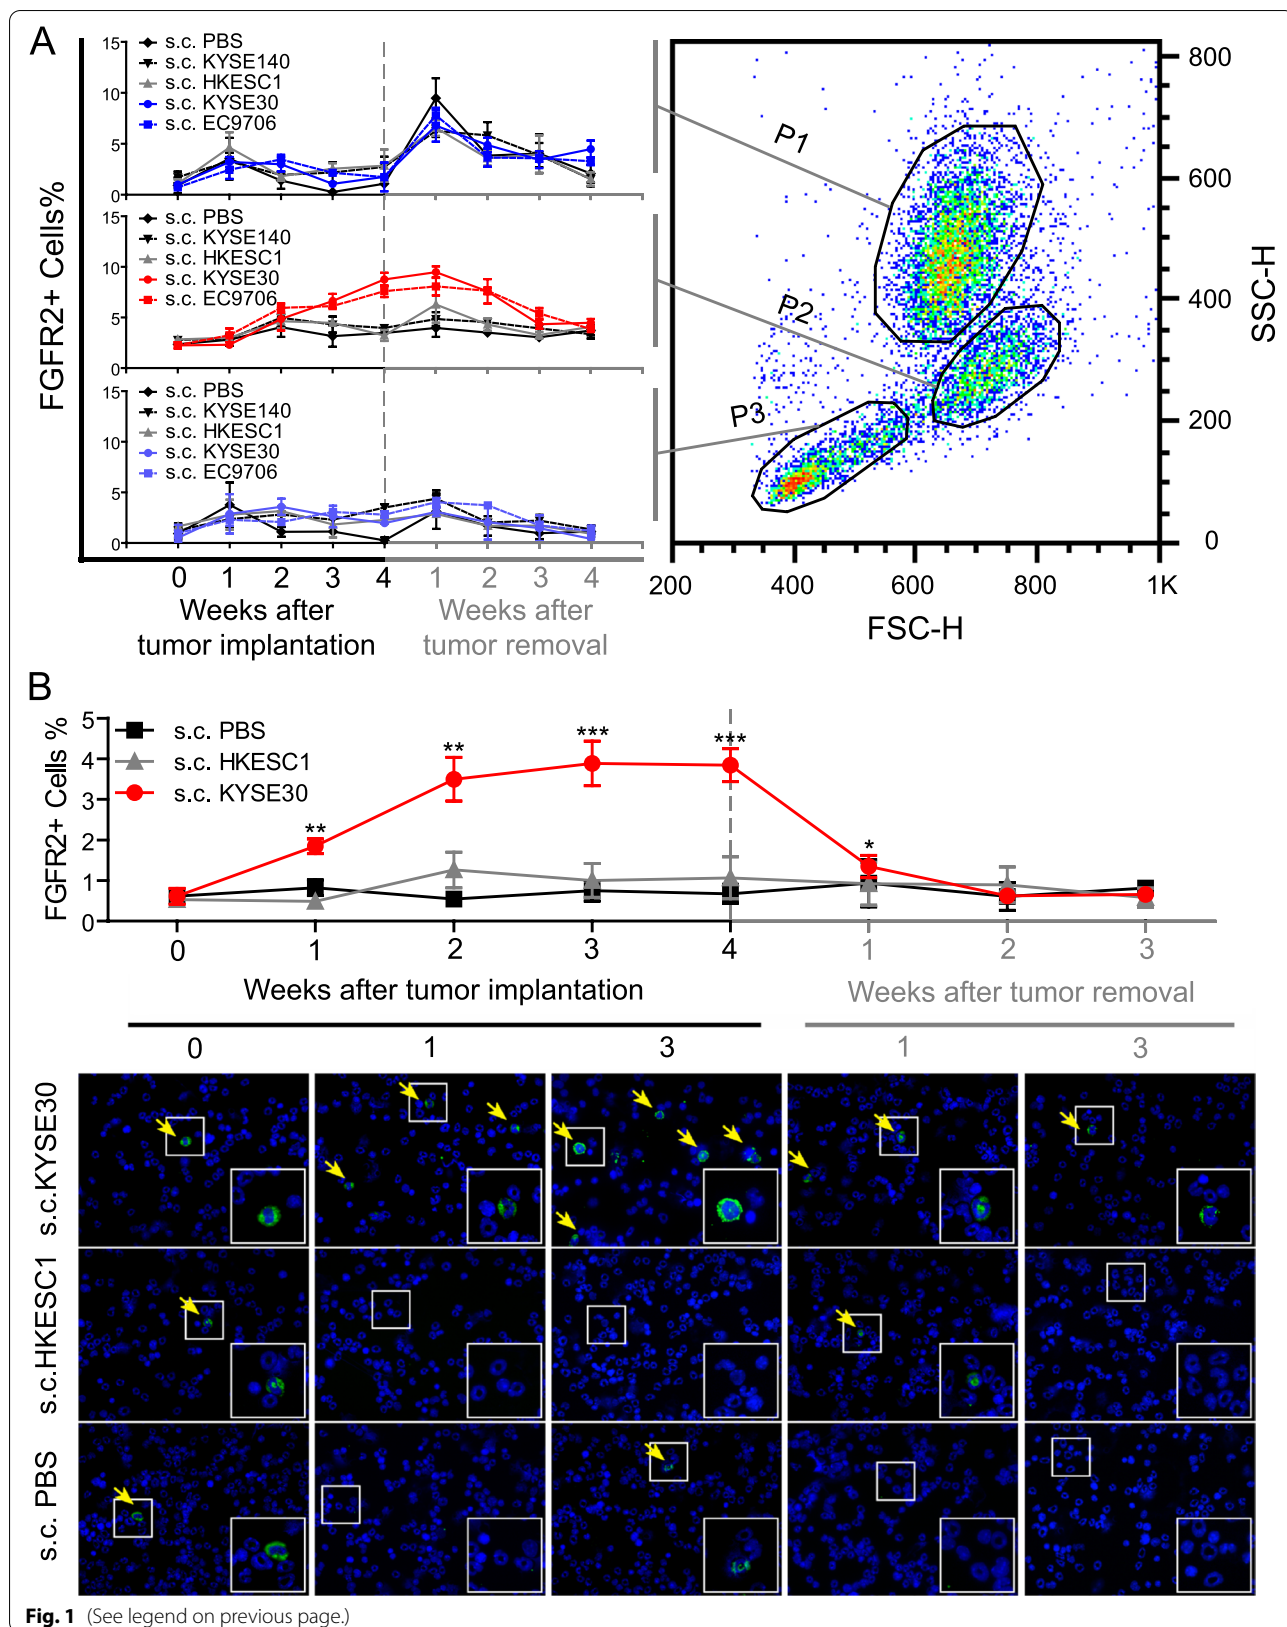 A
FGFR2+ Cells%
15
10
5
0
s.c. PBS
s.c. KYSE140
s.c. HKESC1
s.c. KYSE30
s.c. EC9706
15
10
5
0
s.c. PBS
s.c. KYSE140
s.c. HKESC1
s.c. KYSE30
s.c. EC9706
15
10
5
0
s.c. PBS
s.c. KYSE140
s.c. HKESC1
s.c. KYSE30
s.c. EC9706
0 1 2 3 4 1 2 3 4
Weeks after
tumor implantation
Weeks after
tumor removal
P1
P2
P3
800
600
400
200
0
SSC-H
200 400 600 800 1K
FSC-H
B
FGFR2+ Cells %
5
4
3
2
1
0
s.c. PBS
s.c. HKESC1
s.c. KYSE30
** ** *** *** *
0 1 2 3 4 1 2 3
Weeks after tumor implantation
Weeks after tumor removal
0 1 3 1 3
s.c.KYSE30
s.c.HKESC1
s.c. PBS
Fig. 1 (See legend on previous page.)